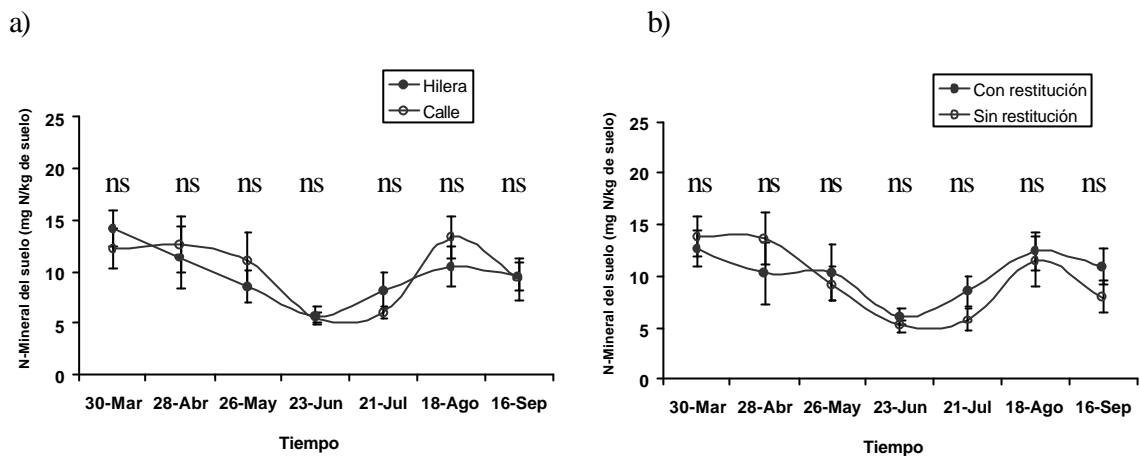 a)
Hilera
Calle
N-Mineral del suelo (mg N/kg de suelo)
25
20
15
10
5
0
ns ns ns ns ns ns ns
30-Mar 28-Abr 26-May 23-Jun 21-Jul 18-Ago 16-Sep
Tiempo
b)
Con restitución
Sin restitución
N-Mineral del suelo (mg N/kg de suelo)
25
20
15
10
5
0
ns ns ns ns ns ns ns
30-Mar 28-Abr 26-May 23-Jun 21-Jul 18-Ago 16-Sep
Tiempo